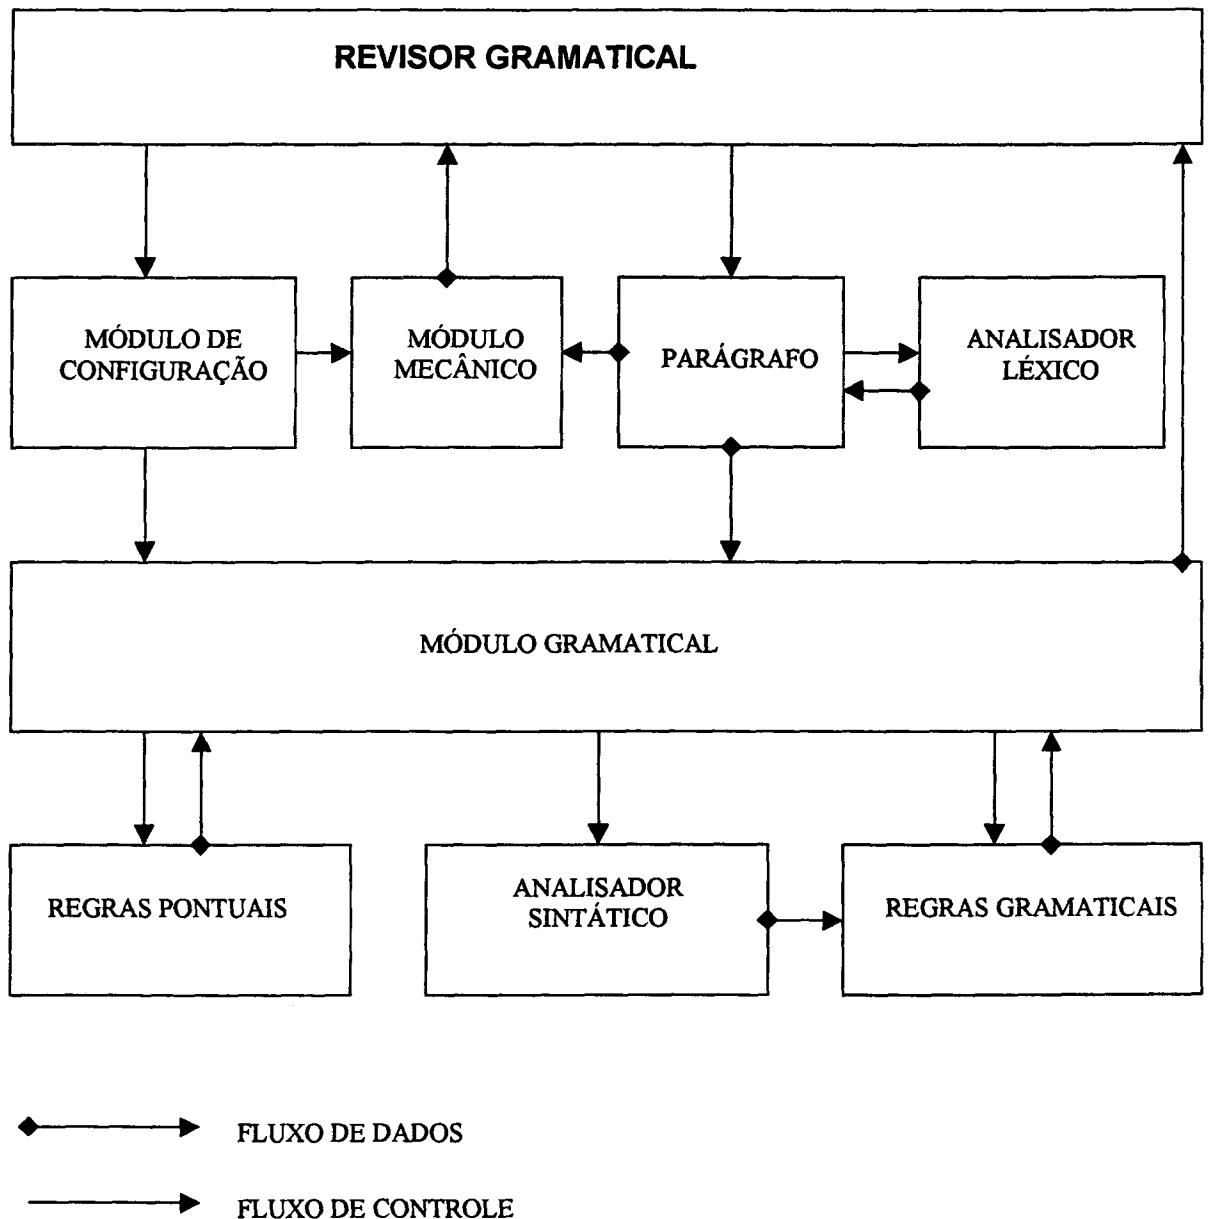 REVISOR GRAMATICAL
MÓDULO DE
CONFIGURAÇÃO
MÓDULO
MECÂNICO
PARÁGRAFO
ANALISADOR
LÉXICO
MÓDULO GRAMATICAL
REGRAS PONTUAIS
ANALISADOR
SINTÁTICO
REGRAS GRAMATICAIS
FLUXO DE DADOS
FLUXO DE CONTROLE